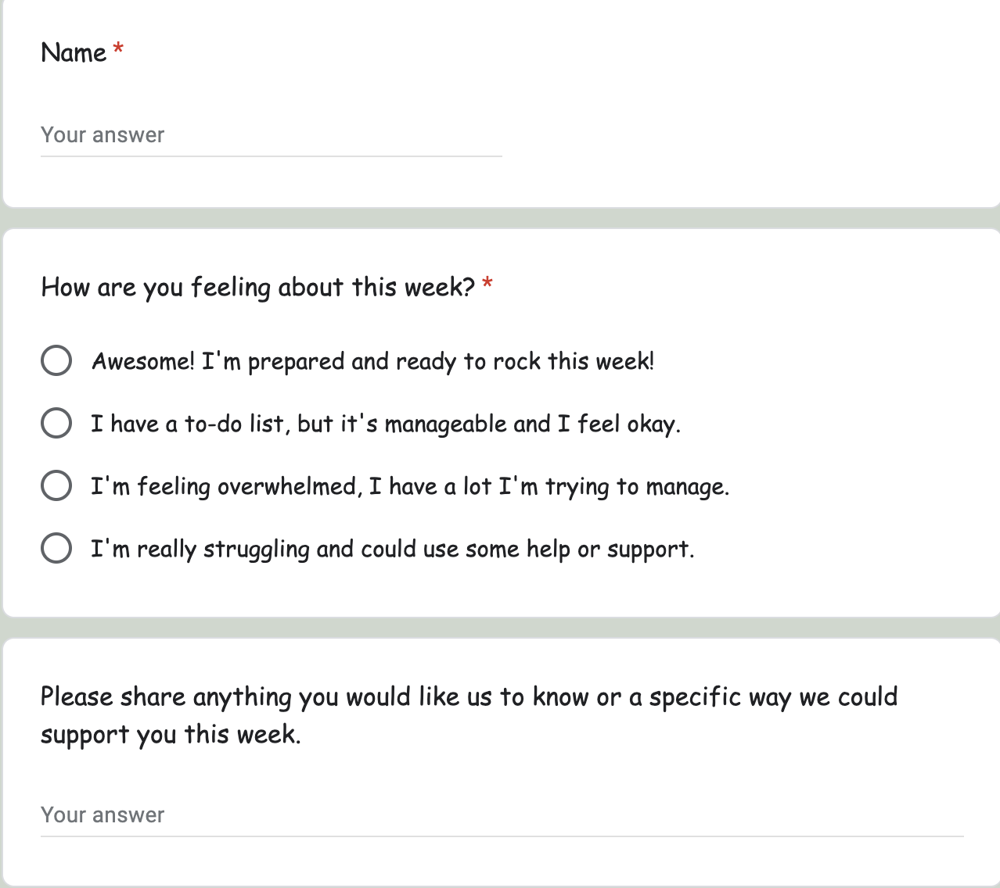 Name *
Your answer
How are you feeling about this week? *
Awesome! I'm prepared and ready to rock this week!
I have a to-do list, but it's manageable and I feel okay.
I'm feeling overwhelmed, I have a lot I'm trying to manage.
I'm really struggling and could use some help or support.
Please share anything you would like us to know or a specific way we could
support you this week.
Your answer